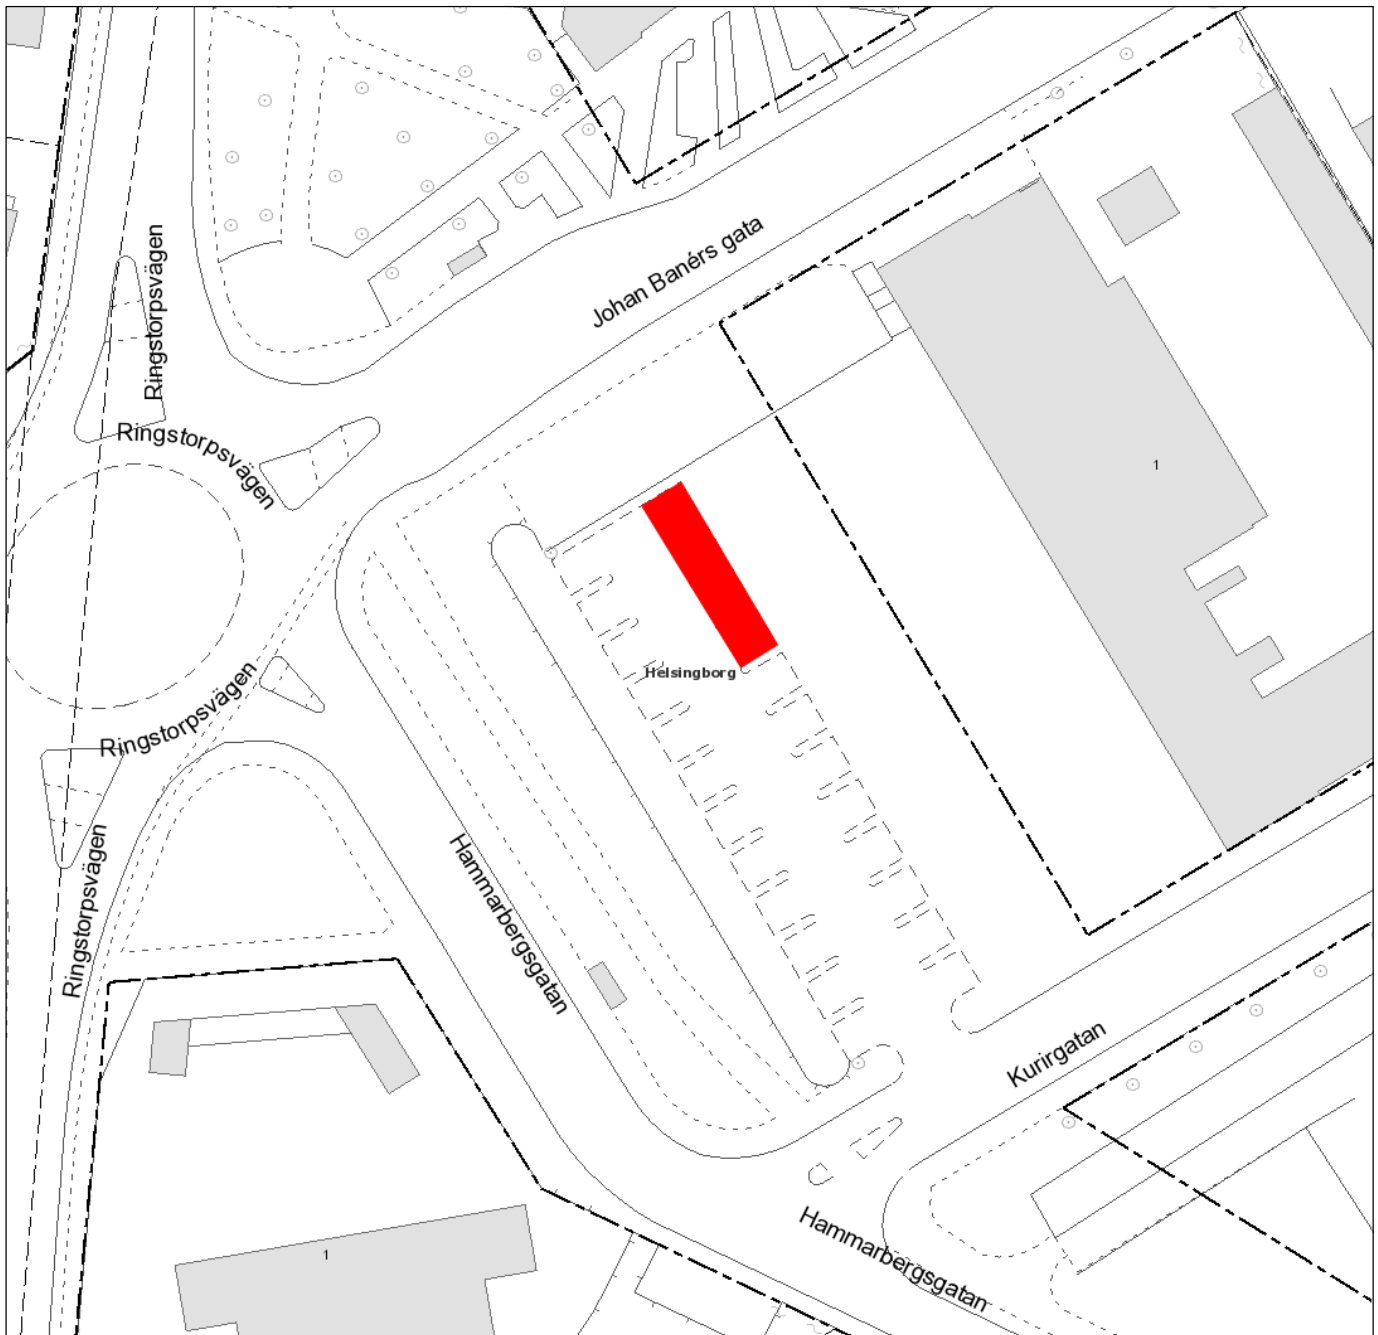 Johan Banérs gata
Ringstorpsvägen
Ringstorpsvägen
1
Helsingborg
Ringstorpsvägen
Ringstorpsvägen
Hammarbergsgatan
Kurirgatan
Hammarbergsgatan
1